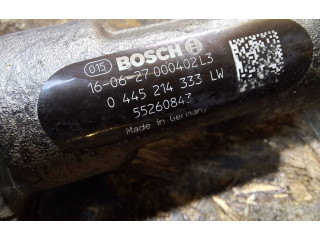 015 BOSCH
16-06-27 000402L3
0 445 214 333 LW
55260843
Made in Germany